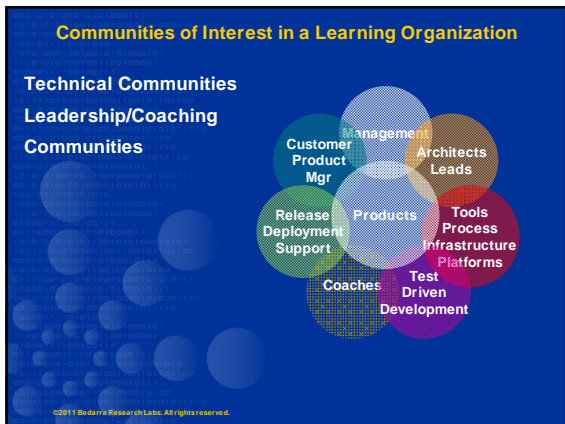 Communities of Interest in a Learning Organization
Technical Communities
Leadership/Coaching
Communities
Management
Customer
Product
Mgr
Architects
Leads
Products
Release
Deployment
Support
Tools
Process
Infrastructure
Platforms
Coaches
Test
Driven
Development
©2011 Bedarra Research Labs. All rights reserved.